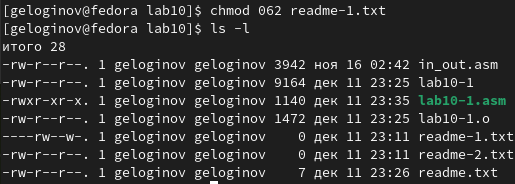 [geloginov@fedora lab10]$ chmod 062 readme-1.txt
[geloginov@fedora lab10]$ ls -l
итого 28
-rw-r--r--. 1 geloginov geloginov 3942 ноя 16 02:42 in_out.asm
-rw-r--r--. 1 geloginov geloginov 9164 дек 11 23:25 lab10-1
-rwxr-xr-x. 1 geloginov geloginov 1140 дек 11 23:35 lab10-1.asm
-rw-r--r--. 1 geloginov geloginov 1472 дек 11 23:25 lab10-1.o
----rw--w-. 1 geloginov geloginov 0 дек 11 23:11 readme-1.txt
-rw-r--r--. 1 geloginov geloginov 0 дек 11 23:11 readme-2.txt
-rw-r--r--. 1 geloginov geloginov 7 дек 11 23:26 readme.txt